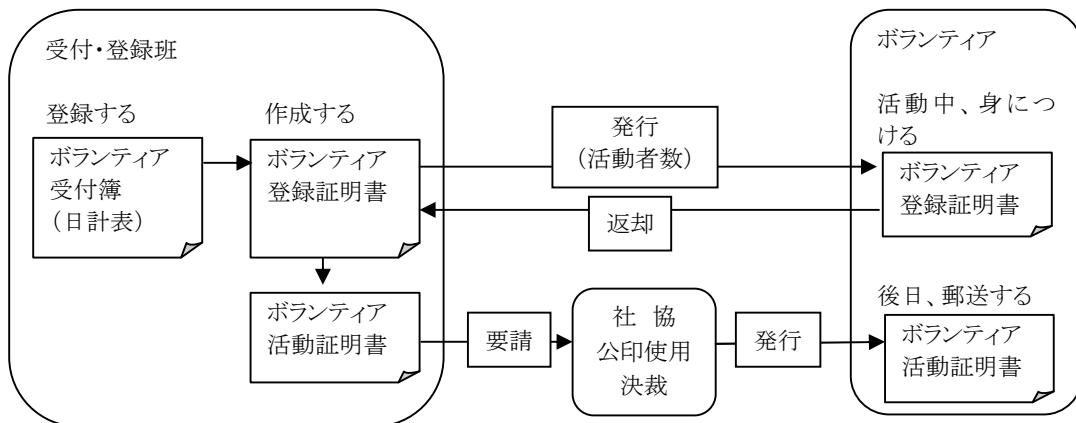 受付・登録班
登録する
ボランティア
受付簿
（日計表）
作成する
ボランティア
登録証明書
発行
（活動者数）
返却
ボランティア
活動中、身につ
ける
ボランティア
登録証明書
ボランティア
活動証明書
要請
社　協
公印使用
決裁
発行
後日、郵送する
ボランティア
活動証明書